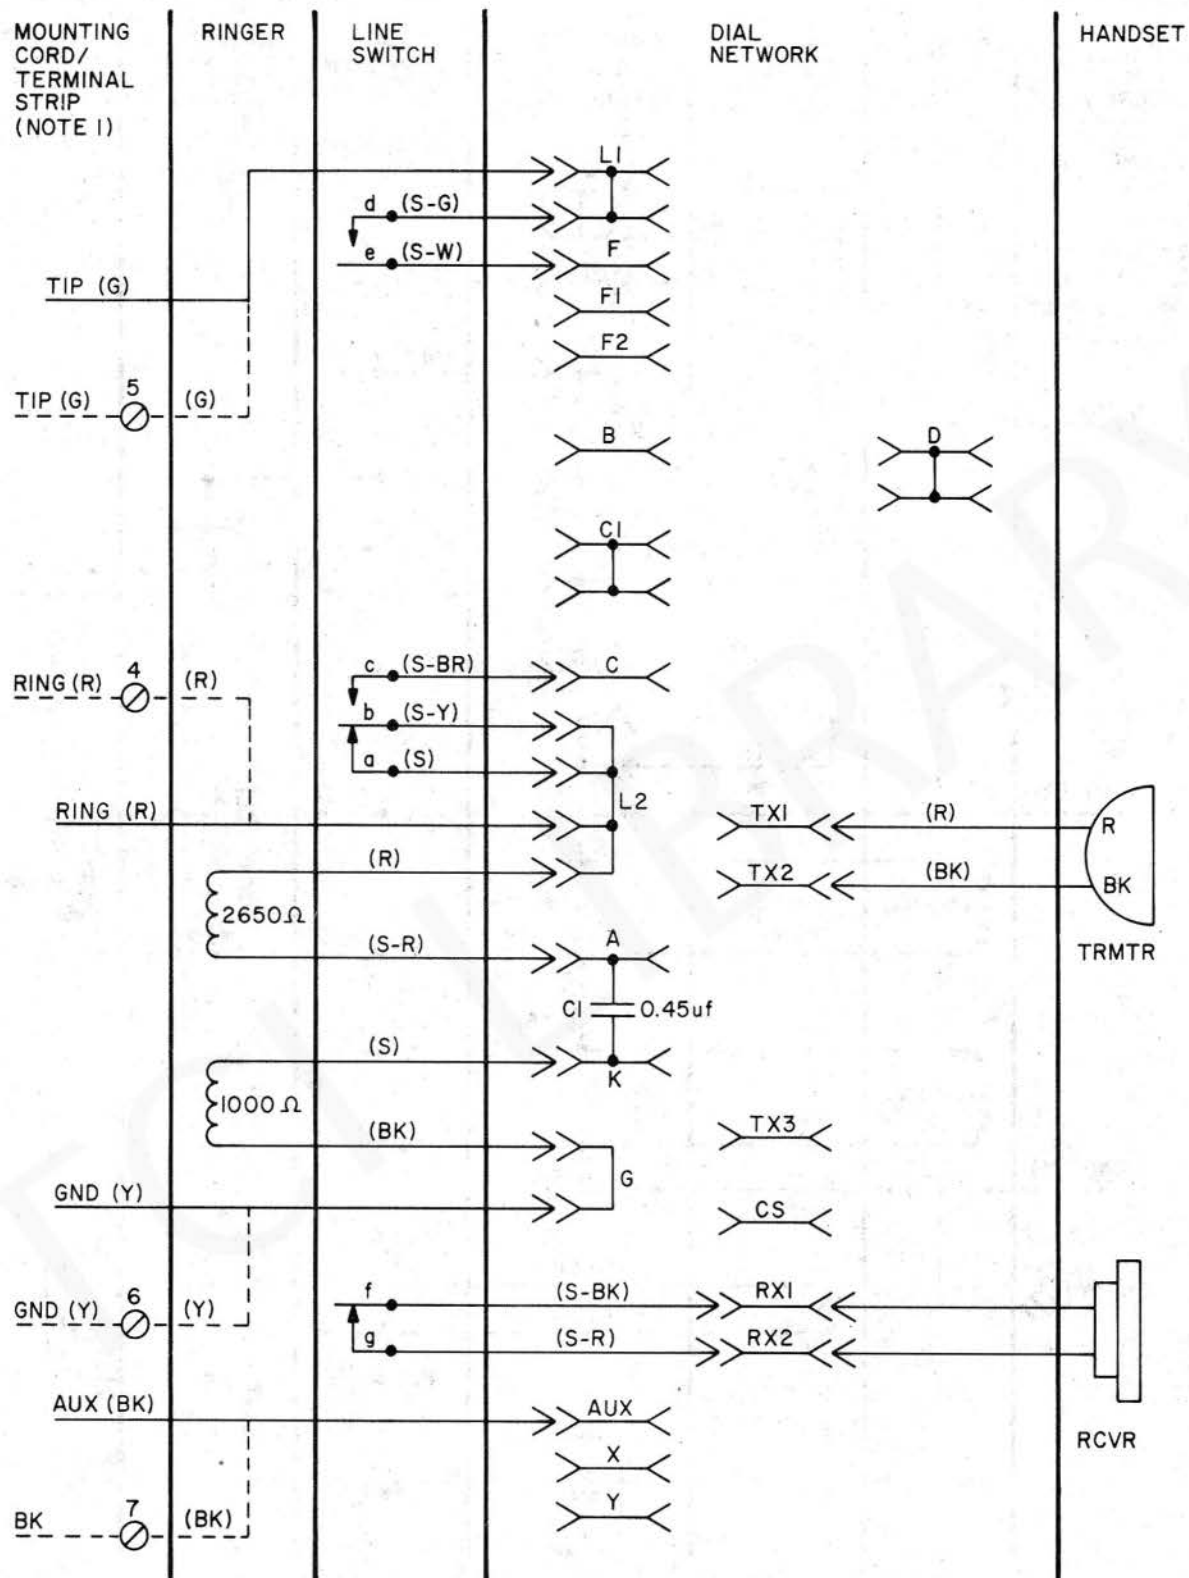 MOUNTING
CORD/
TERMINAL
STRIP
(NOTE 1)
RINGER
LINE
SWITCH
DIAL
NETWORK
HANDSET
L1
d (S-G)
e (S-W) F
TIP (G)
F1
F2
5
TIP (G) (G)
B D
C1
4
RING (R) (R)
c (S-BR) C
b (S-Y)
a (S)
L2
RING (R) TX1 (R) R
(R) TX2 (BK) BK
2650Ω
TRMTR
(S-R) A
C1 0.45uf
(S) K
1000Ω
(BK) TX3
G
GND (Y) CS
6
GND (Y) (Y)
f (S-BK) RX1
g (S-R) RX2
AUX (BK) AUX
RCVR
X
Y
7
BK (BK)
TCI LIBRARY